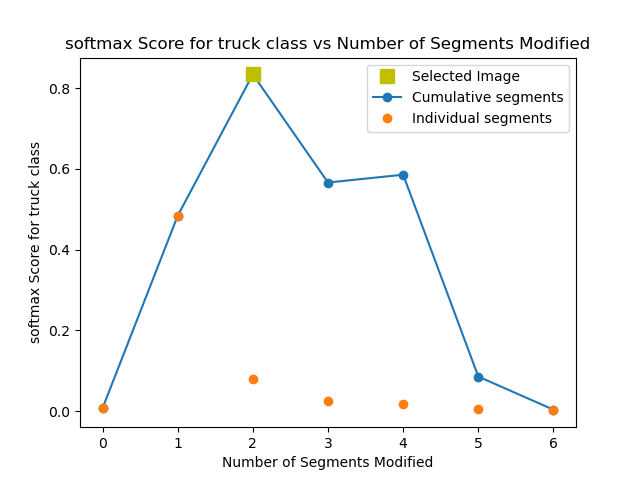 softmax Score for truck class vs Number of Segments Modified
Selected Image
Cumulative segments
Individual segments
softmax Score for truck class
0.8
0.6
0.4
0.2
0.0
0 1 2 3 4 5 6
Number of Segments Modified